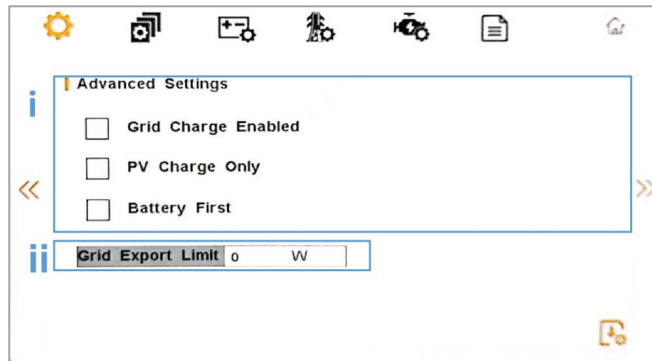 i
Advanced Settings
Grid Charge Enabled
PV Charge Only
Battery First
ii
Grid Export Limit 0 W